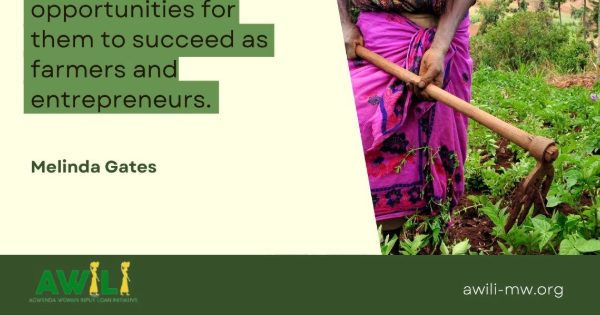 opportunities for
them to succeed as
farmers and
entrepreneurs.
Melinda Gates
AWILI
WOMEN INPUT LOAN INITIATIVE
awili-mw.org